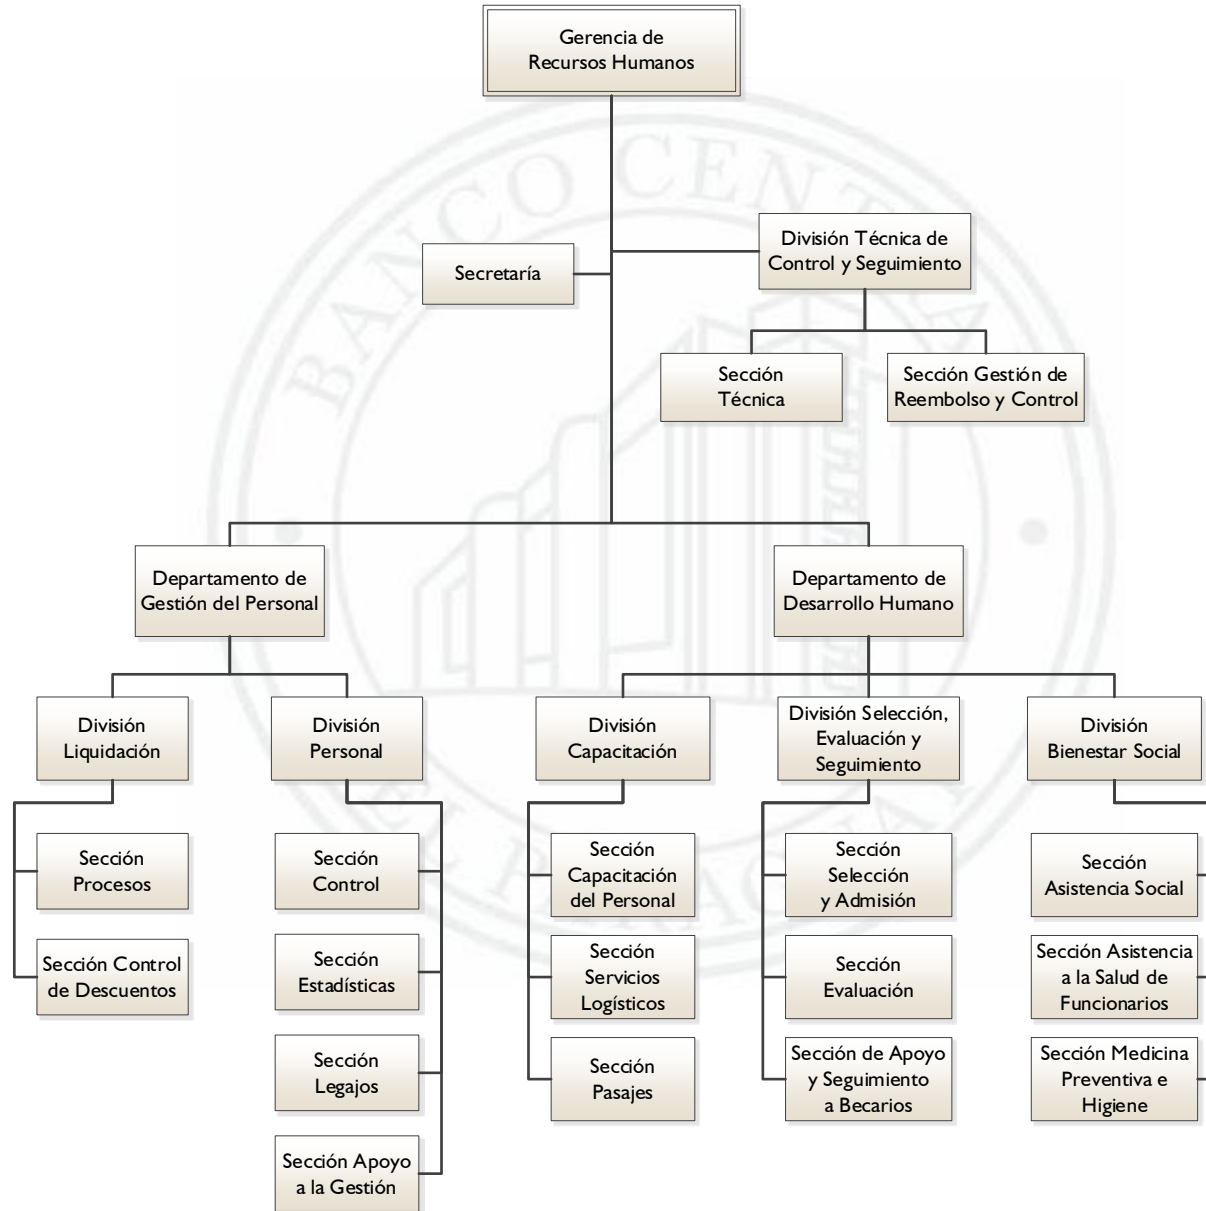 Gerencia de
Recursos Humanos
División Técnica de
Control y Seguimiento
Secretaría
Sección
Técnica
Sección Gestión de
Reembolso y Control
Departamento de
Gestión del Personal
Departamento de
Desarrollo Humano
División
Liquidación
División
Personal
División
Capacitación
División Selección,
Evaluación y
Seguimiento
División
Bienestar Social
Sección
Procesos
Sección Control
de Descuentos
Sección
Control
Sección
Estadísticas
Sección
Legajos
Sección Apoyo
a la Gestión
Sección
Capacitación
del Personal
Sección
Servicios
Logísticos
Sección
Pasajes
Sección
Selección
y Admisión
Sección
Evaluación
Sección de Apoyo
y Seguimiento
a Becarios
Sección
Asistencia Social
Sección Asistencia
a la Salud de
Funcionarios
Sección Medicina
Preventiva e
Higiene
BANCO CENTRAL
DEL PARAGUAY